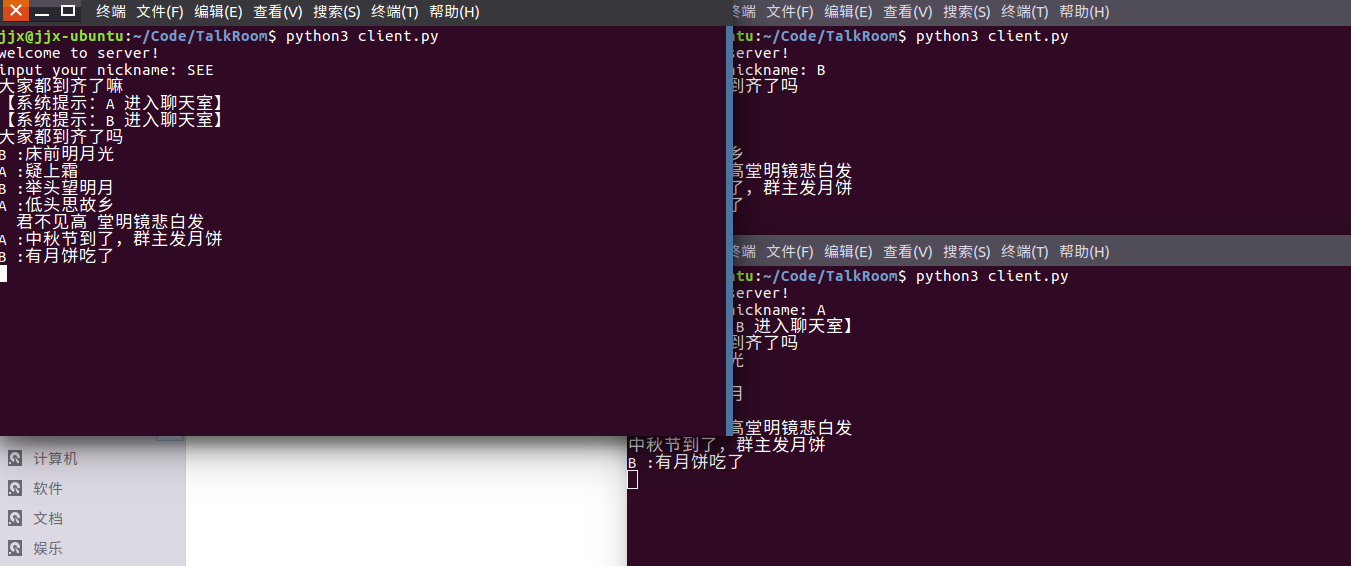 终端 文件(F) 编辑(E) 查看(V) 搜索(S) 终端(T) 帮助(H)
jjx@jjx-ubuntu:~/Code/TalkRoom$ python3 client.py
welcome to server!
input your nickname: SEE
大家都到齐了嘛
【系统提示: A 进入聊天室】
【系统提示: B 进入聊天室】
大家都到齐了吗
B :床前明月光
A :疑上霜
B :举头望明月
A :低头思故乡
君不见高 堂明镜悲白发
A :中秋节到了，群主发月饼
B :有月饼吃了
终端 文件(F) 编辑(E) 查看(V) 搜索(S) 终端(T) 帮助(H)
ntu:~/Code/TalkRoom$ python3 client.py
server!
nickname: B
到齐了吗
乡
高堂明镜悲白发
了，群主发月饼
了
终端 文件(F) 编辑(E) 查看(V) 搜索(S) 终端(T) 帮助(H)
ntu:~/Code/TalkRoom$ python3 client.py
server!
nickname: A
B 进入聊天室】
到齐了吗
光
月
高堂明镜悲白发
中秋节到了，群主发月饼
B :有月饼吃了
计算机
软件
文档
娱乐